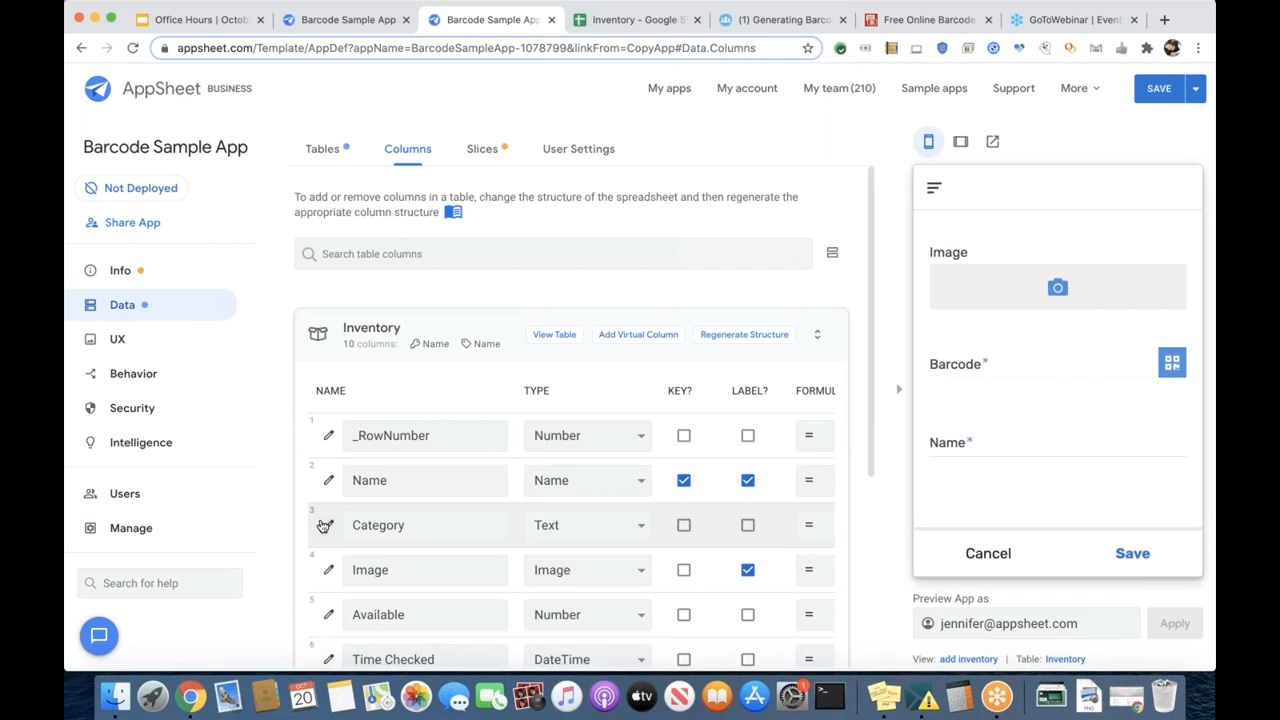 Office Hours | Octob
Barcode Sample App
Barcode Sample App
Inventory - Google S
(1) Generating Barco
Free Online Barcode
GoToWebinar | Event
appsheet.com/Template/AppDef?appName=BarcodeSampleApp-1078799&linkFrom=CopyApp#Data.Columns
AppSheet BUSINESS
My apps
My account
My team (210)
Sample apps
Support
More
SAVE
Barcode Sample App
Not Deployed
Share App
Info
Data
UX
Behavior
Security
Intelligence
Users
Manage
Search for help
Tables
Columns
Slices
User Settings
To add or remove columns in a table, change the structure of the spreadsheet and then regenerate the
appropriate column structure
Search table columns
Inventory
10 columns: Name Name
View Table
Add Virtual Column
Regenerate Structure
NAME TYPE KEY? LABEL? FORMUL
1
_RowNumber Number =
2
Name Name =
3
Category Text
4
Image Image =
5
Available Number =
6
Time Checked DateTime =
Image
Barcode*
Name*
Cancel Save
Preview App as
jennifer@appsheet.com Apply
View: add inventory | Table: Inventory
OCT
20
tv
1